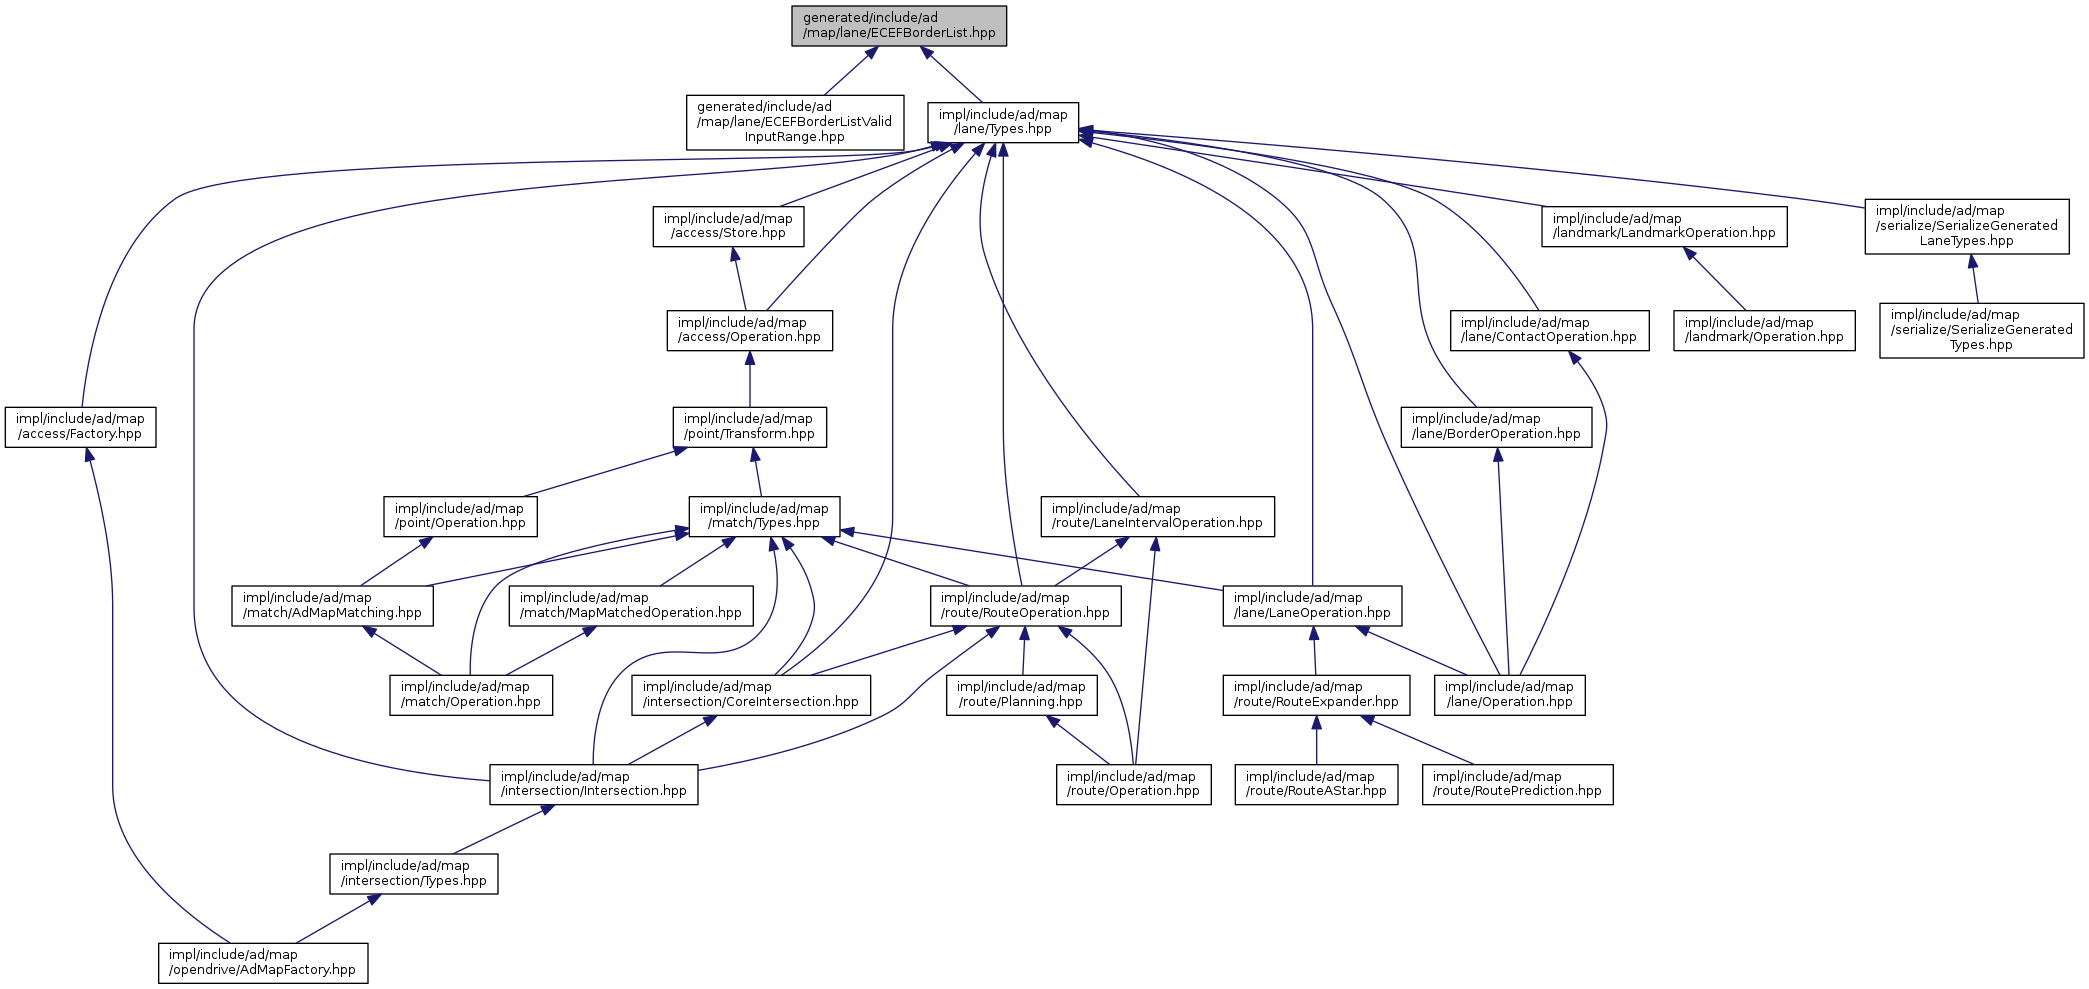 generated/include/ad
/map/lane/ECEFBorderList.hpp
generated/include/ad
/map/lane/ECEFBorderListValid
InputRange.hpp
impl/include/ad/map
/lane/Types.hpp
impl/include/ad/map
/access/Store.hpp
impl/include/ad/map
/landmark/LandmarkOperation.hpp
impl/include/ad/map
/serialize/SerializeGenerated
LaneTypes.hpp
impl/include/ad/map
/access/Operation.hpp
impl/include/ad/map
/lane/ContactOperation.hpp
impl/include/ad/map
/landmark/Operation.hpp
impl/include/ad/map
/serialize/SerializeGenerated
Types.hpp
impl/include/ad/map
/access/Factory.hpp
impl/include/ad/map
/point/Transform.hpp
impl/include/ad/map
/lane/BorderOperation.hpp
impl/include/ad/map
/point/Operation.hpp
impl/include/ad/map
/match/Types.hpp
impl/include/ad/map
/route/LaneIntervalOperation.hpp
impl/include/ad/map
/match/AdMapMatching.hpp
impl/include/ad/map
/match/MapMatchedOperation.hpp
impl/include/ad/map
/route/RouteOperation.hpp
impl/include/ad/map
/lane/LaneOperation.hpp
impl/include/ad/map
/match/Operation.hpp
impl/include/ad/map
/intersection/CoreIntersection.hpp
impl/include/ad/map
/route/Planning.hpp
impl/include/ad/map
/route/RouteExpander.hpp
impl/include/ad/map
/lane/Operation.hpp
impl/include/ad/map
/intersection/Intersection.hpp
impl/include/ad/map
/route/Operation.hpp
impl/include/ad/map
/route/RouteAStar.hpp
impl/include/ad/map
/route/RoutePrediction.hpp
impl/include/ad/map
/intersection/Types.hpp
impl/include/ad/map
/opendrive/AdMapFactory.hpp